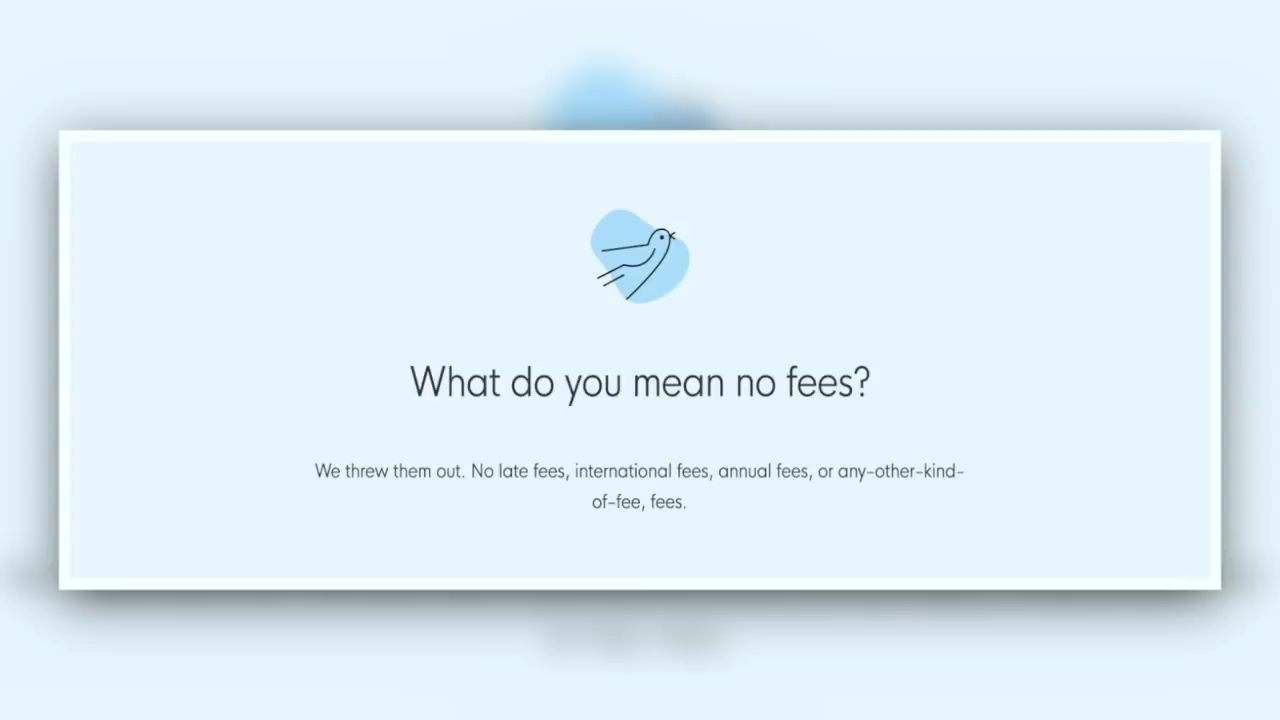 What do you mean no fees?
We threw them out. No late fees, international fees, annual fees, or any-other-kind-
of-fee, fees.